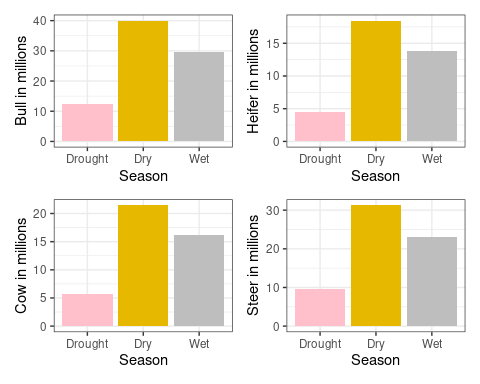 Bull in millions
40
30
20
10
0
Drought Dry Wet
Season
Heifer in millions
15
10
5
0
Drought Dry Wet
Season
Cow in millions
20
15
10
5
0
Drought Dry Wet
Season
Steer in millions
30
20
10
0
Drought Dry Wet
Season